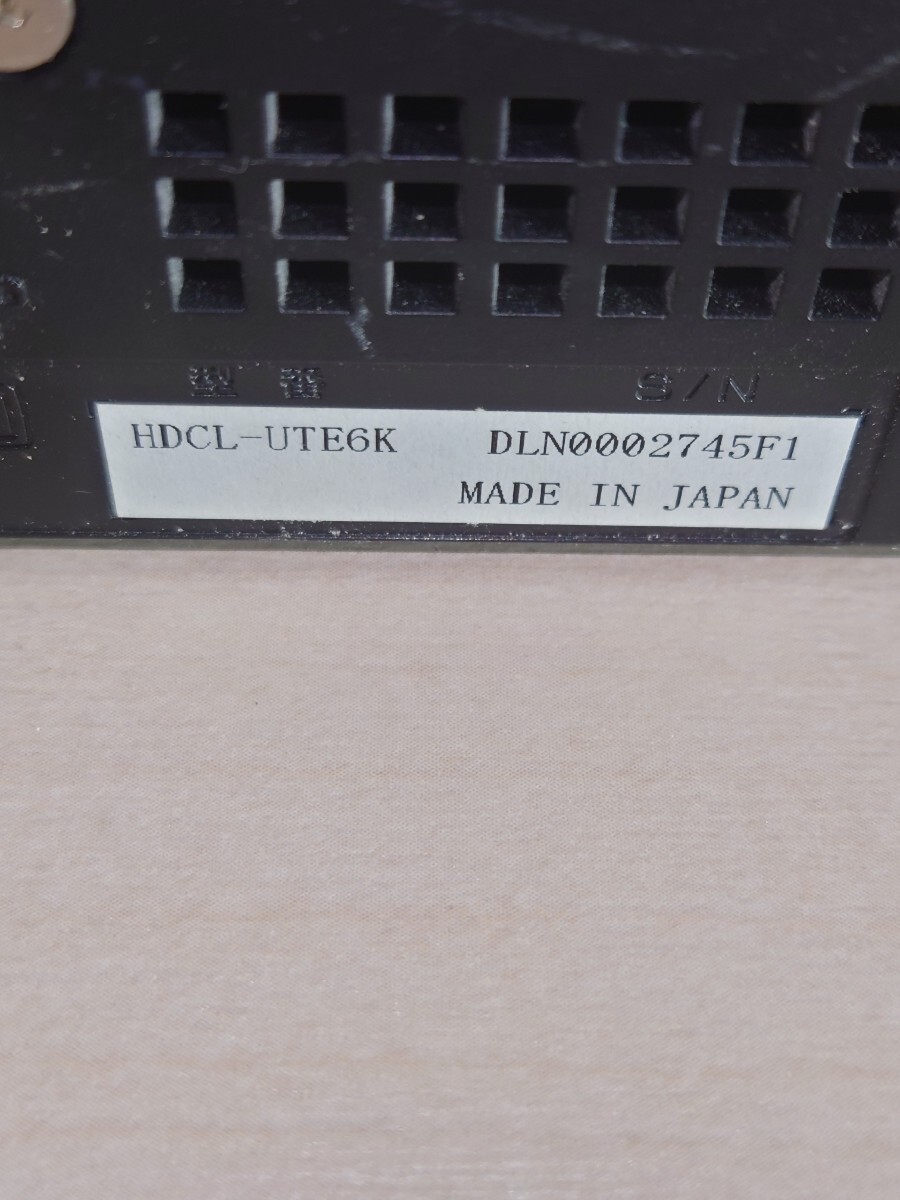 型番 S/N
HDCL-UTE6K DLN0002745F1
MADE IN JAPAN